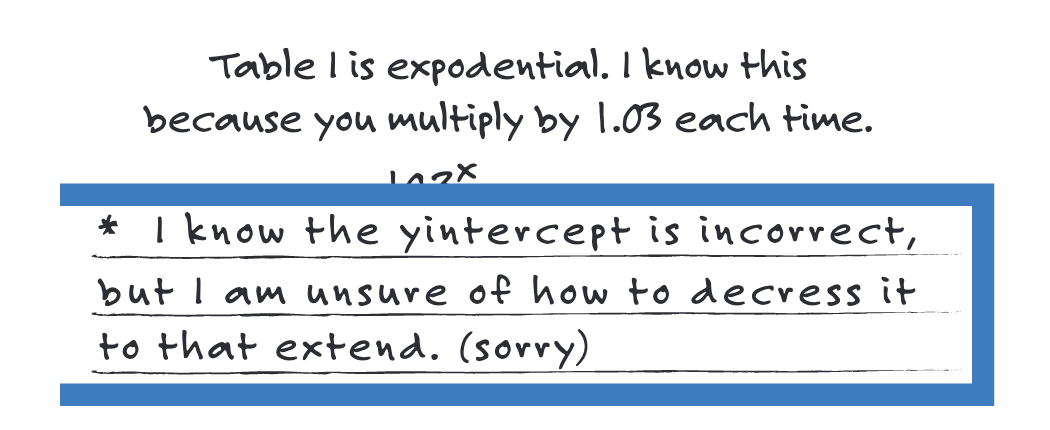 Table 1 is expodential. I know this
because you multiply by 1.03 each time.
* I know the yintercept is incorrect,
but I am unsure of how to decress it
to that extend. (sorry)